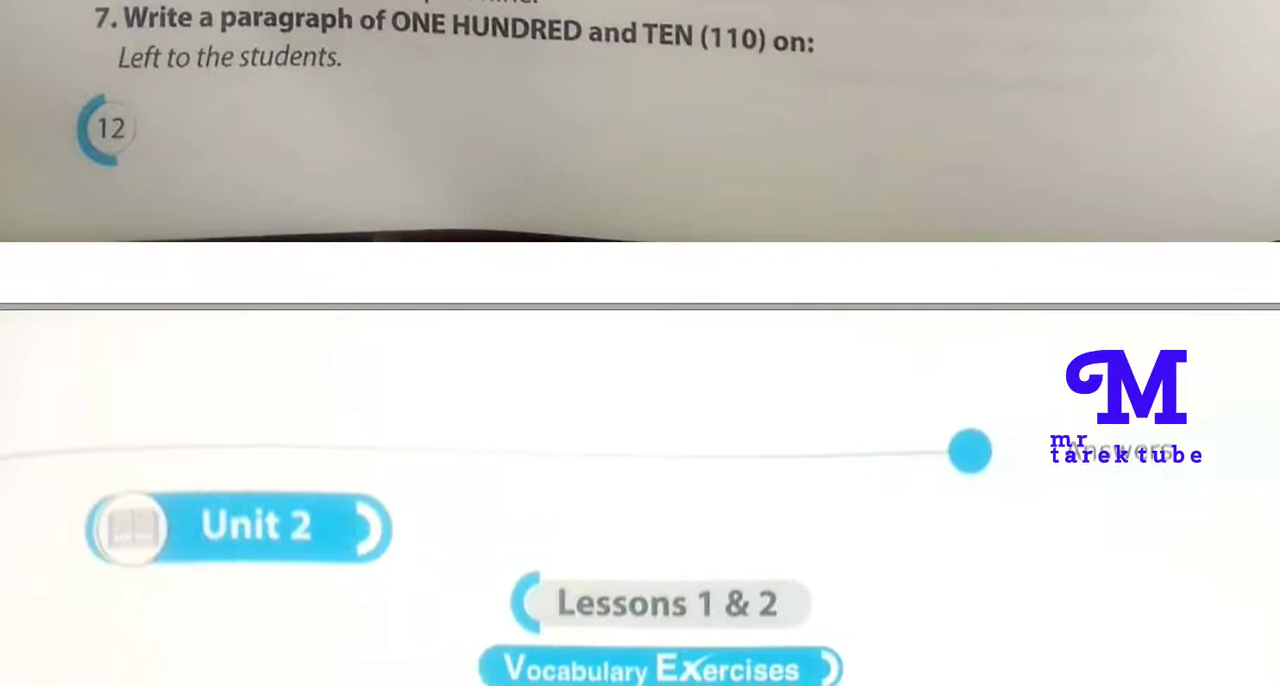 7. Write a paragraph of ONE HUNDRED and TEN (110) on:
Left to the students.
12
M
mr
tarek tube
Answers
Unit 2
Lessons 1 & 2
Vocabulary EXercises